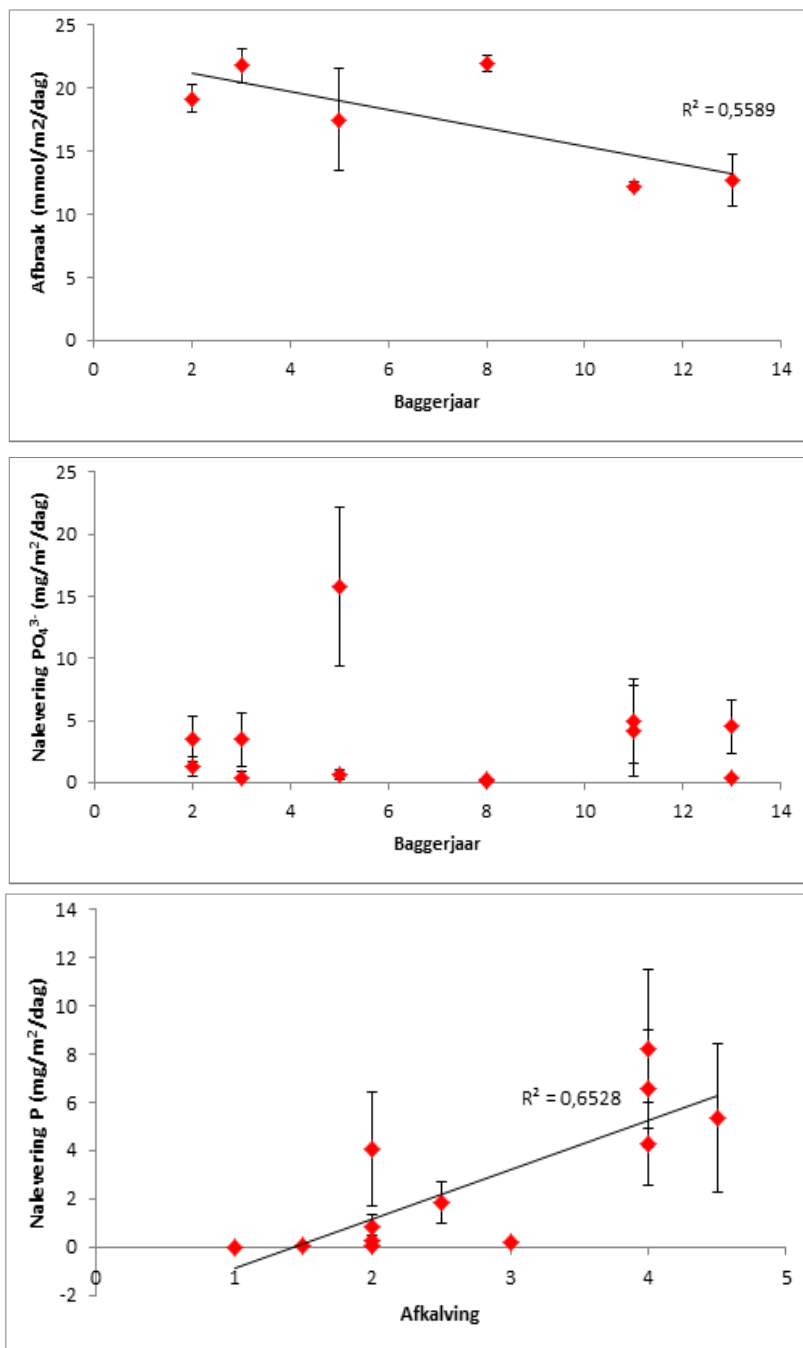 25
20
15
10
5
0
Afbraak (mmol/m2/dag)
R² = 0,5589
0 2 4 6 8 10 12 14
Baggerjaar
25
20
15
10
5
0
Nalevering PO₄³⁻ (mg/m²/dag)
0 2 4 6 8 10 12 14
Baggerjaar
14
12
10
8
6
4
2
0
-2
Nalevering P (mg/m²/dag)
R² = 0,6528
0 1 2 3 4 5
Afkalving